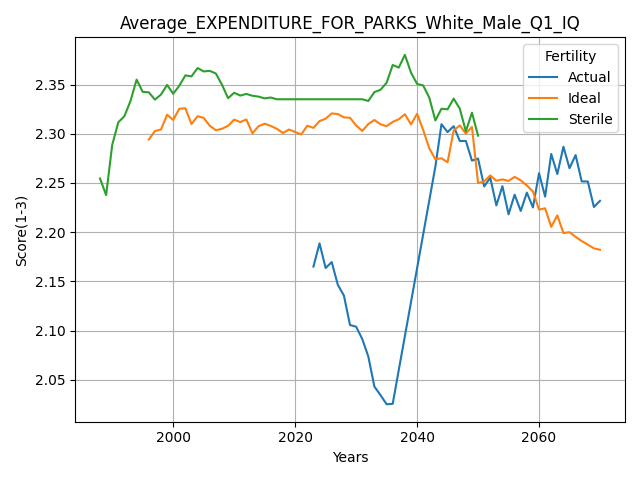 Average_EXPENDITURE_FOR_PARKS_White_Male_Q1_IQ
Fertility
Actual
Ideal
Sterile
Score(1-3)
2.35
2.30
2.25
2.20
2.15
2.10
2.05
2000
2020
2040
2060
Years